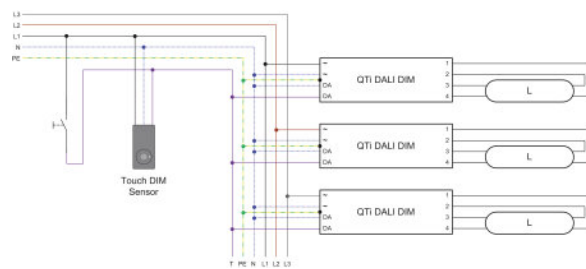 L3
L2
L1
N
PE
~
~
DA
DA
QTi DALI DIM
1
2
3
4
L
~
~
DA
DA
QTi DALI DIM
1
2
3
4
L
~
~
DA
DA
QTi DALI DIM
1
2
3
4
L
Touch DIM
Sensor
T PE N L1 L2 L3